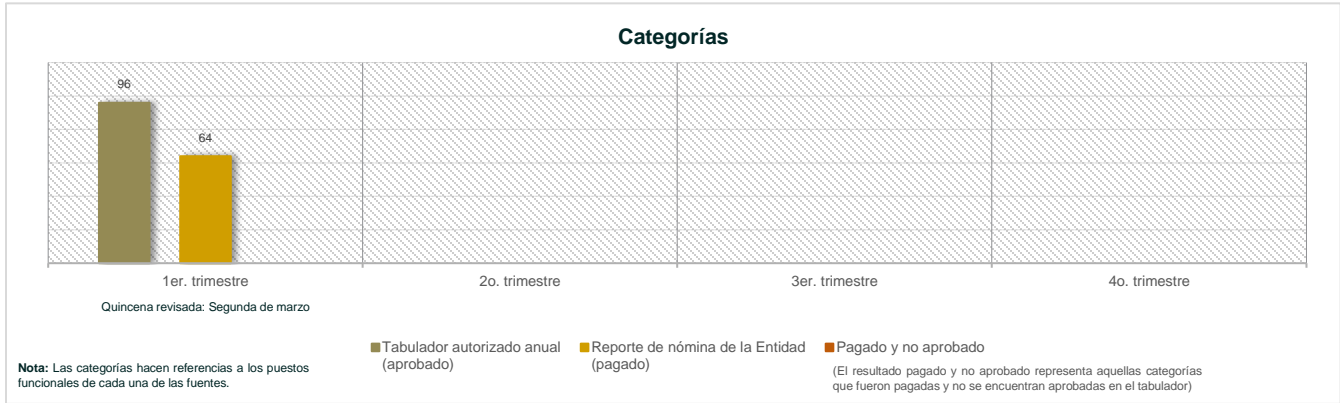 Categorías
96
64
1er. trimestre
2o. trimestre
3er. trimestre
4o. trimestre
Quincena revisada: Segunda de marzo
Tabulador autorizado anual
(aprobado)
Reporte de nómina de la Entidad
(pagado)
Pagado y no aprobado
(El resultado pagado y no aprobado representa aquellas categorías
que fueron pagadas y no se encuentran aprobadas en el tabulador)
Nota: Las categorías hacen referencias a los puestos
funcionales de cada una de las fuentes.